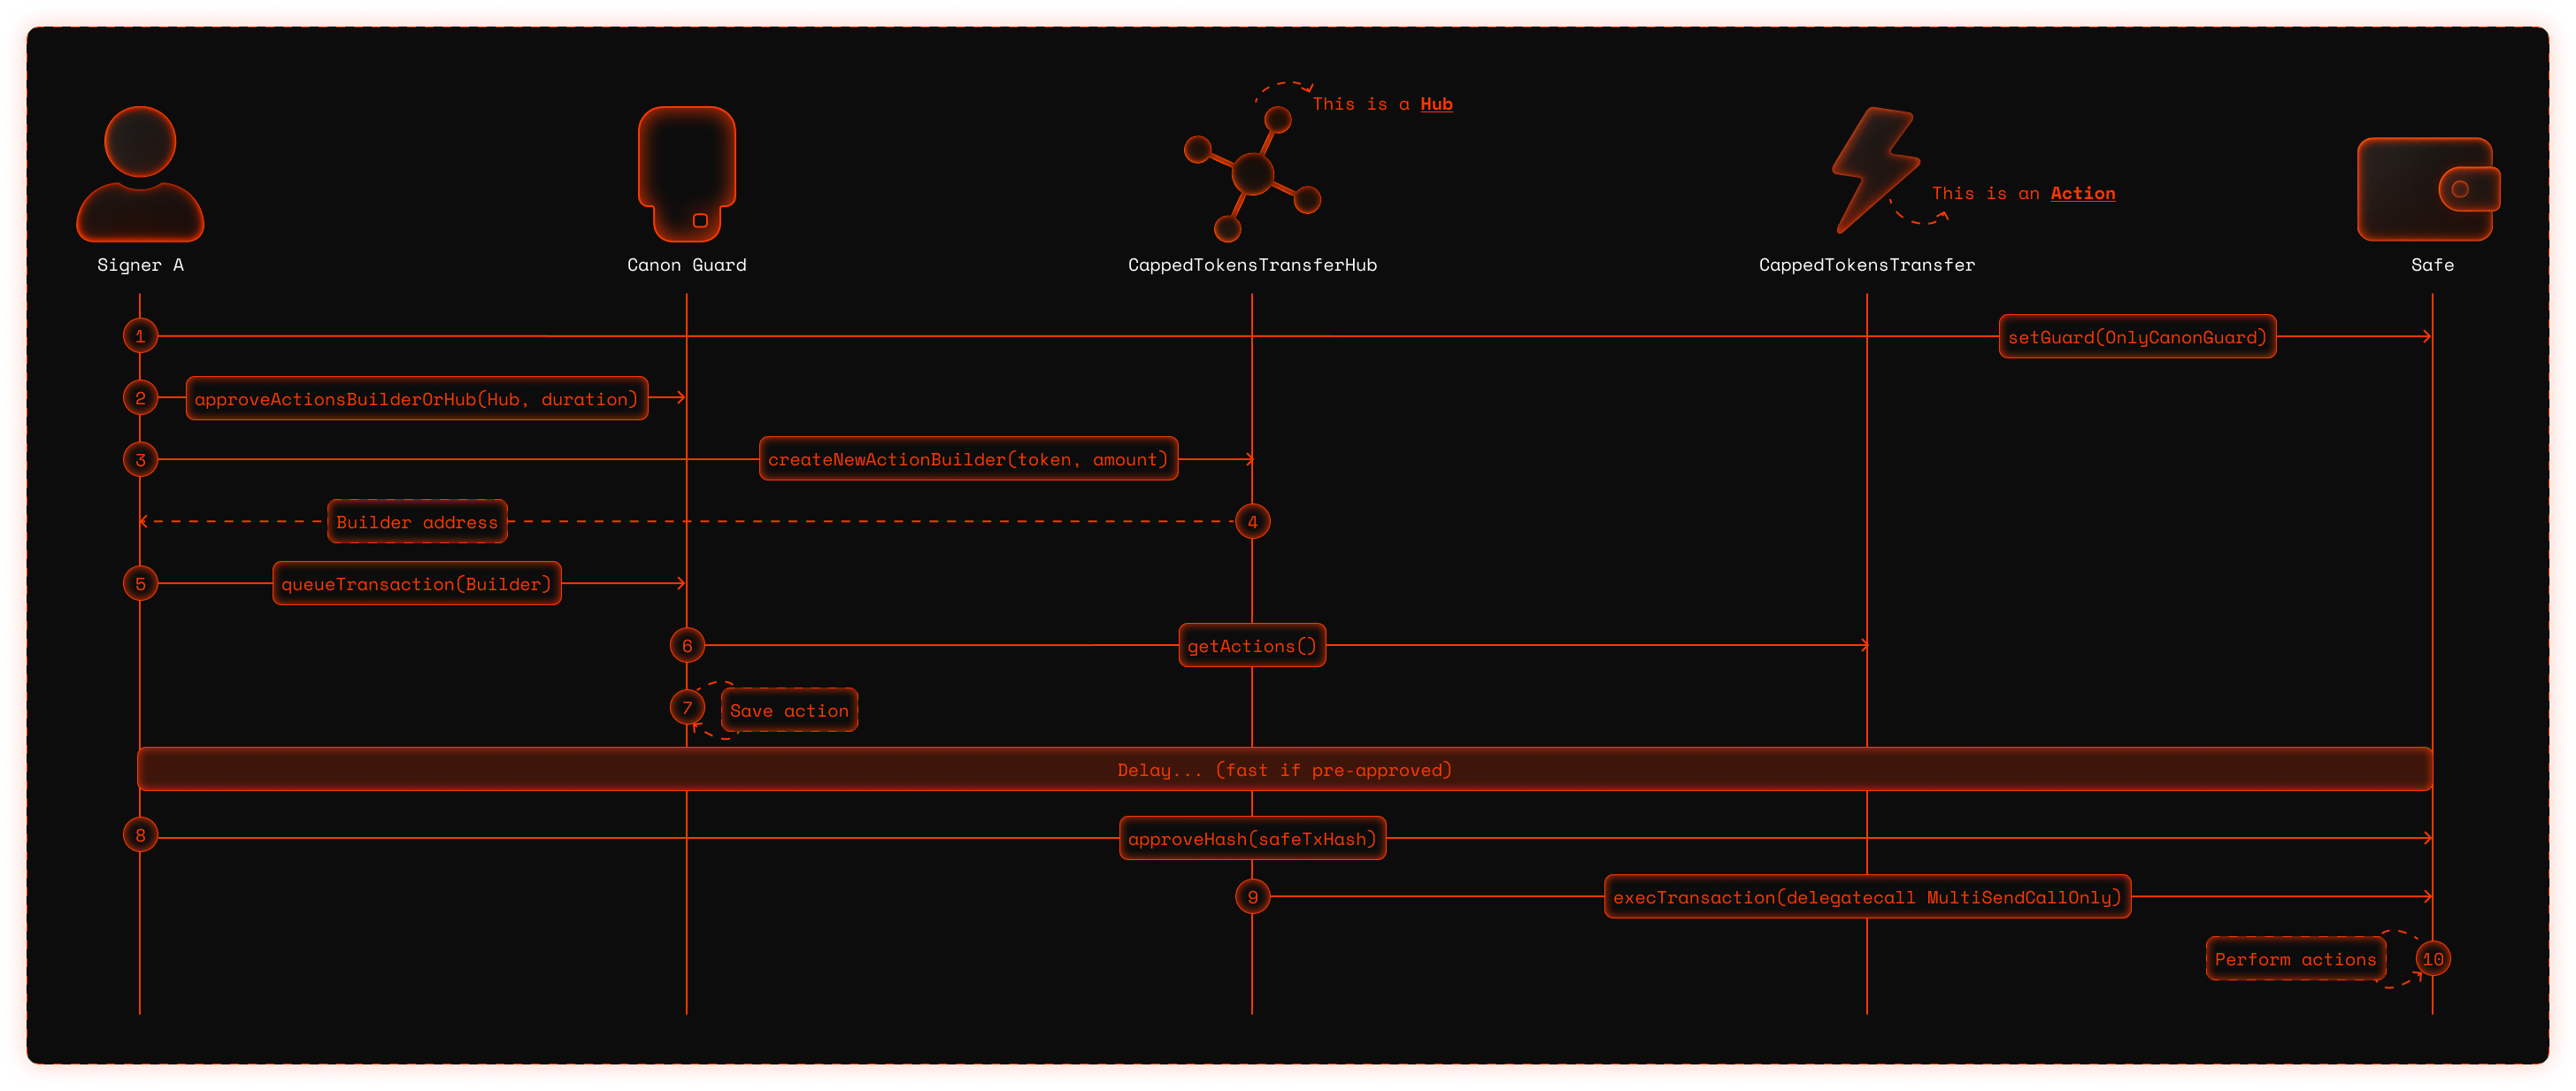 This is a Hub
This is an Action
Signer A
Canon Guard
CappedTokensTransferHub
CappedTokensTransfer
Safe
1
setGuard(OnlyCanonGuard)
2
approveActionsBuilderOrHub(Hub, duration)
3
createNewActionBuilder(token, amount)
Builder address
4
5
queueTransaction(Builder)
6
getActions()
7
Save action
Delay... (fast if pre-approved)
8
approveHash(safeTxHash)
9
execTransaction(delegatecall MultiSendCallOnly)
Perform actions
10